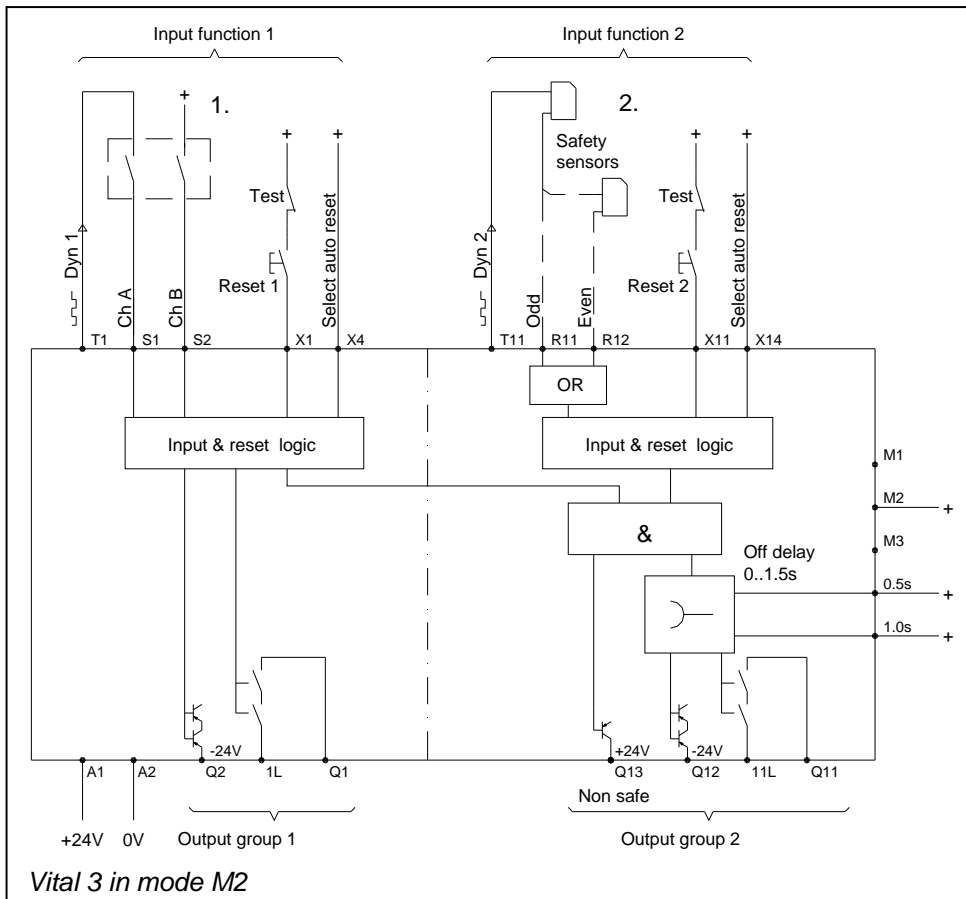 Input function 1
Input function 2
+
1.
2.
+
+
Safety
sensors
+
+
Test
Test
Dyn 1
Select auto reset
Dyn 2
Select auto reset
Reset 1
Reset 2
Ch A
Ch B
Odd
Even
T1
S1
S2
X1
X4
T11
R11
R12
X11
X14
OR
Input & reset logic
Input & reset logic
M1
M2
+
&
M3
Off delay
0..1.5s
0.5s
+
1.0s
+
-24V
+24V
-24V
A1
A2
Q2
1L
Q1
Q13
Q12
11L
Q11
Non safe
+24V
0V
Output group 1
Output group 2
Vital 3 in mode M2